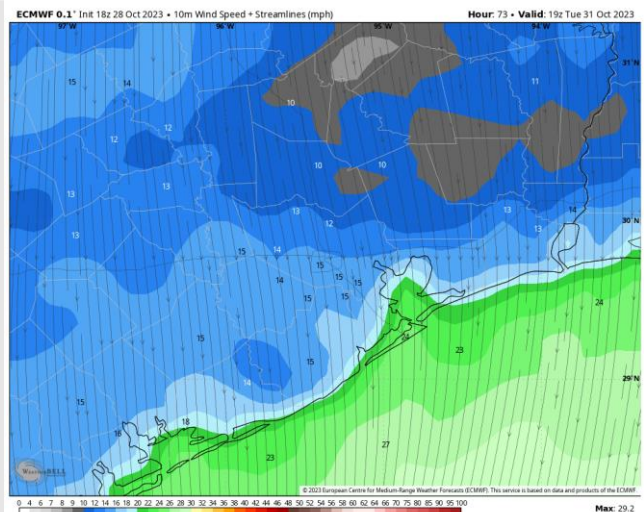 ECMWF 0.1° Init 18z 28 Oct 2023 • 10m Wind Speed + Streamlines (mph) Hour: 73 • Valid: 19z Tue 31 Oct 2023
97°W 96°W 95°W 94°W
31°N
15 14 11
10
12 12
10 10
13 13
13 13 14
30°N
13 12 13
15 14
15
14 15 15
15 15
24
24
15 23
15
29°N
14
15
18
16
27
23
WeatherBELL
© 2023 European Centre for Medium-Range Weather Forecasts (ECMWF). This service is based on data and products of the ECMWF.
0 4 6 7 8 9 10 12 14 16 18 20 22 24 26 28 30 32 34 36 38 40 42 44 46 48 50 52 54 56 58 60 62 64 66 68 70 75 80 85 90 95 100
Max: 29.2